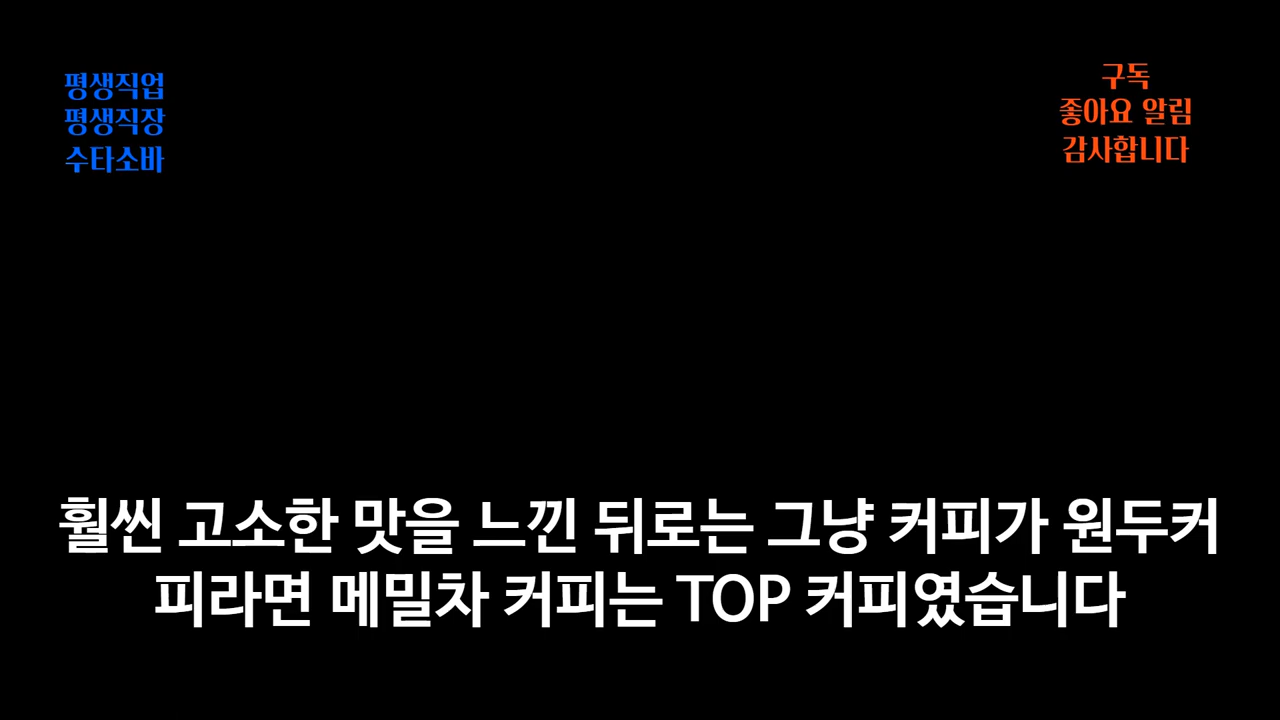 평생직업
평생직장
수타소바
구독
좋아요 알림
감사합니다
훨씬 고소한 맛을 느낀 뒤로는 그냥 커피가 원두커
피라면 메밀차 커피는 TOP 커피였습니다